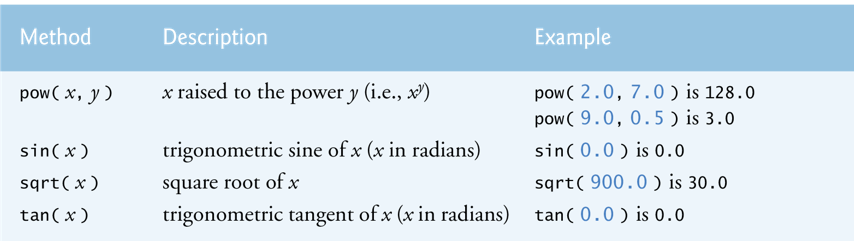 Method Description Example
pow( x, y ) x raised to the power y (i.e., xʸ) pow( 2.0, 7.0 ) is 128.0
pow( 9.0, 0.5 ) is 3.0
sin( x ) trigonometric sine of x (x in radians) sin( 0.0 ) is 0.0
sqrt( x ) square root of x sqrt( 900.0 ) is 30.0
tan( x ) trigonometric tangent of x (x in radians) tan( 0.0 ) is 0.0